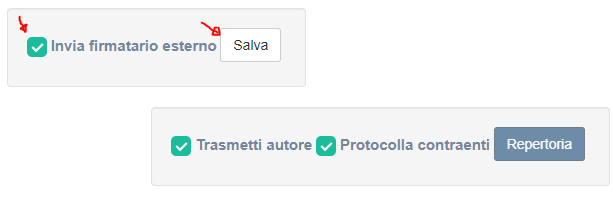 Invia firmatario esterno Salva
Trasmetti autore Protocolla contraenti Repertoria